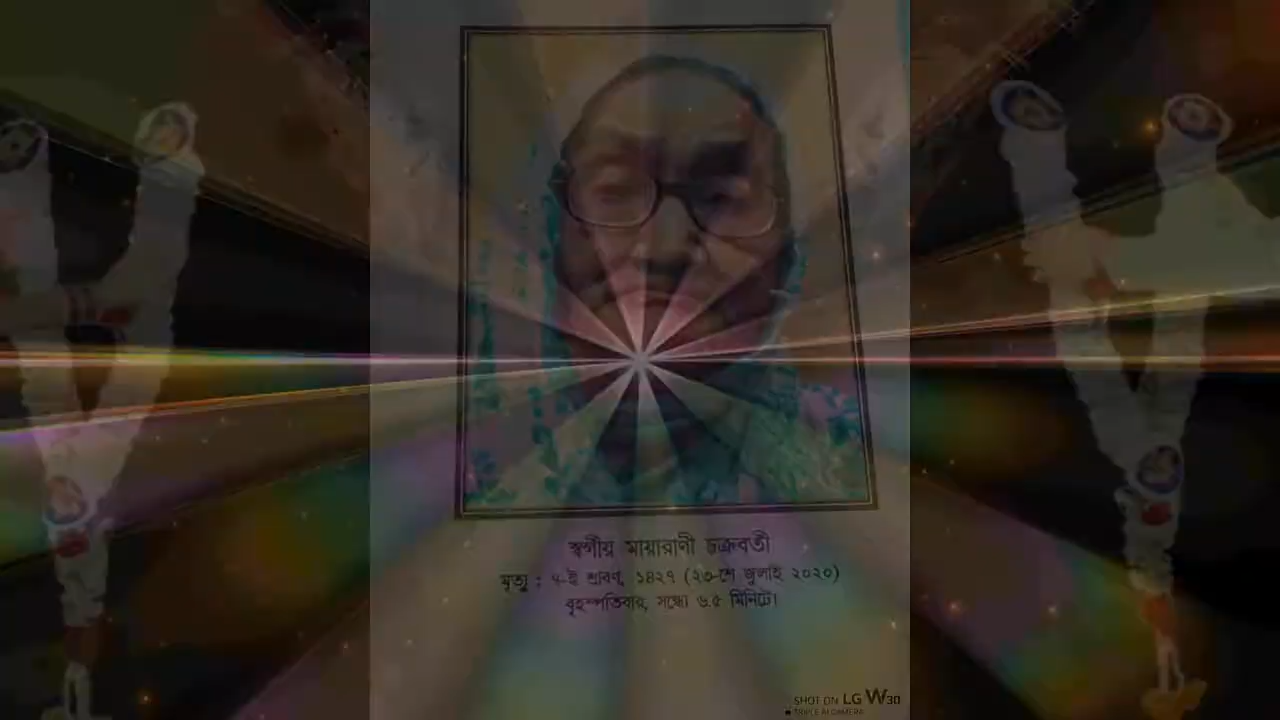 স্বর্গীয় মায়ারাণী চক্রবর্তী
মৃত্যু : ৭-ই শ্রাবণ, ১৪২৭ (২৩-শে জুলাই ২০২০)
বৃহস্পতিবার, সন্ধ্যে ৬.৫ মিনিটে।
SHOT ON LG W30
TRIPLE AI CAMERA